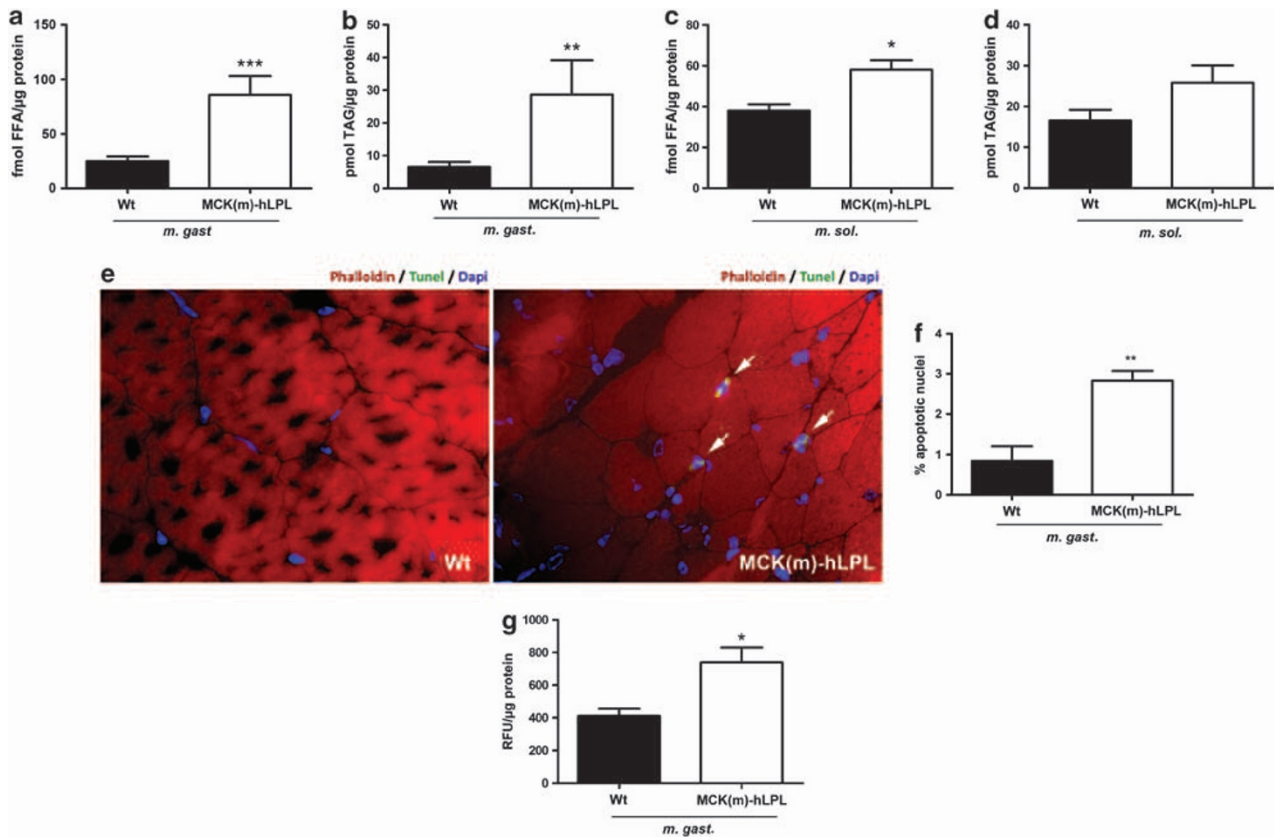 a
fmol FFA/µg protein
150
100
50
0
***
Wt
MCK(m)-hLPL
m. gast
b
pmol TAG/µg protein
50
40
30
20
10
0
**
Wt
MCK(m)-hLPL
m. gast.
c
fmol FFA/µg protein
80
60
40
20
0
*
Wt
MCK(m)-hLPL
m. sol.
d
pmol TAG/µg protein
40
30
20
10
0
Wt
MCK(m)-hLPL
m. sol.
e
Phalloidin / Tunel / Dapi
Wt
Phalloidin / Tunel / Dapi
MCK(m)-hLPL
f
% apoptotic nuclei
4
3
2
1
0
**
Wt
MCK(m)-hLPL
m. gast.
g
RFU/µg protein
1000
800
600
400
200
0
*
Wt
MCK(m)-hLPL
m. gast.